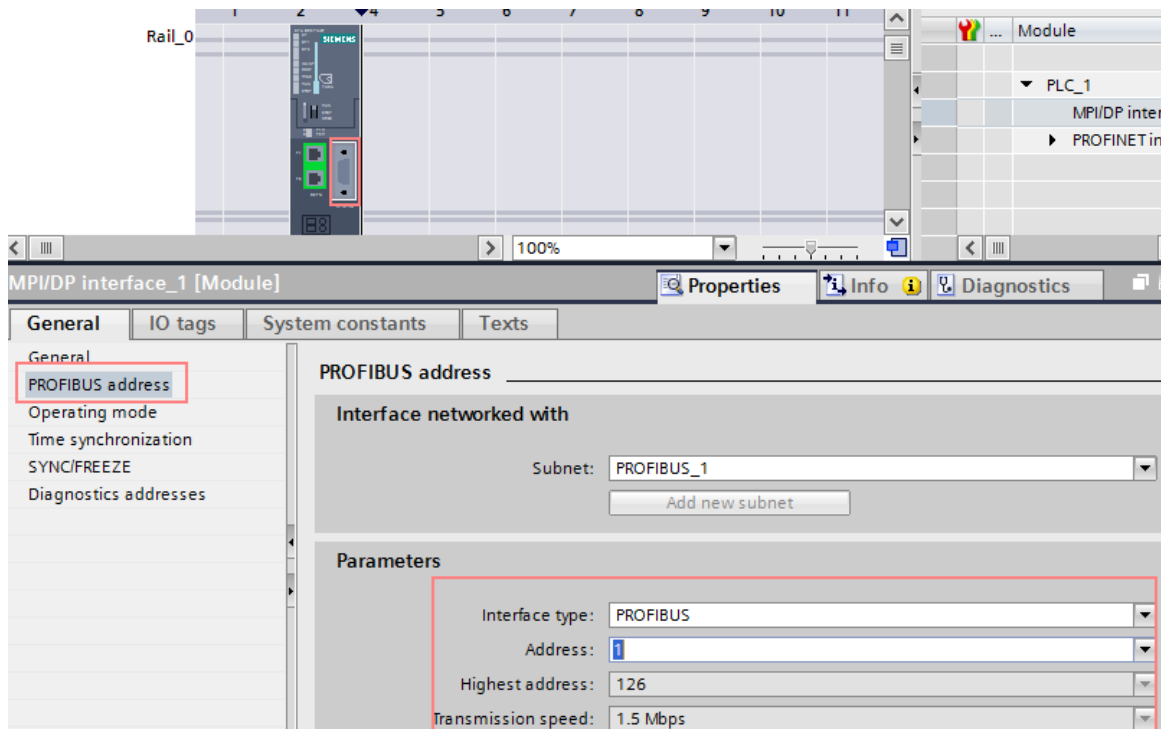 1 2 4 5 6 7 8 9 10 11
Rail_0
SIEMENS
... Module
PLC_1
MPI/DP inter
PROFINET in
100%
MPI/DP interface_1 [Module]
Properties
Info
Diagnostics
General
IO tags
System constants
Texts
General
PROFIBUS address
Operating mode
Time synchronization
SYNC/FREEZE
Diagnostics addresses
PROFIBUS address
Interface networked with
Subnet: PROFIBUS_1
Add new subnet
Parameters
Interface type: PROFIBUS
Address: 1
Highest address: 126
Transmission speed: 1.5 Mbps